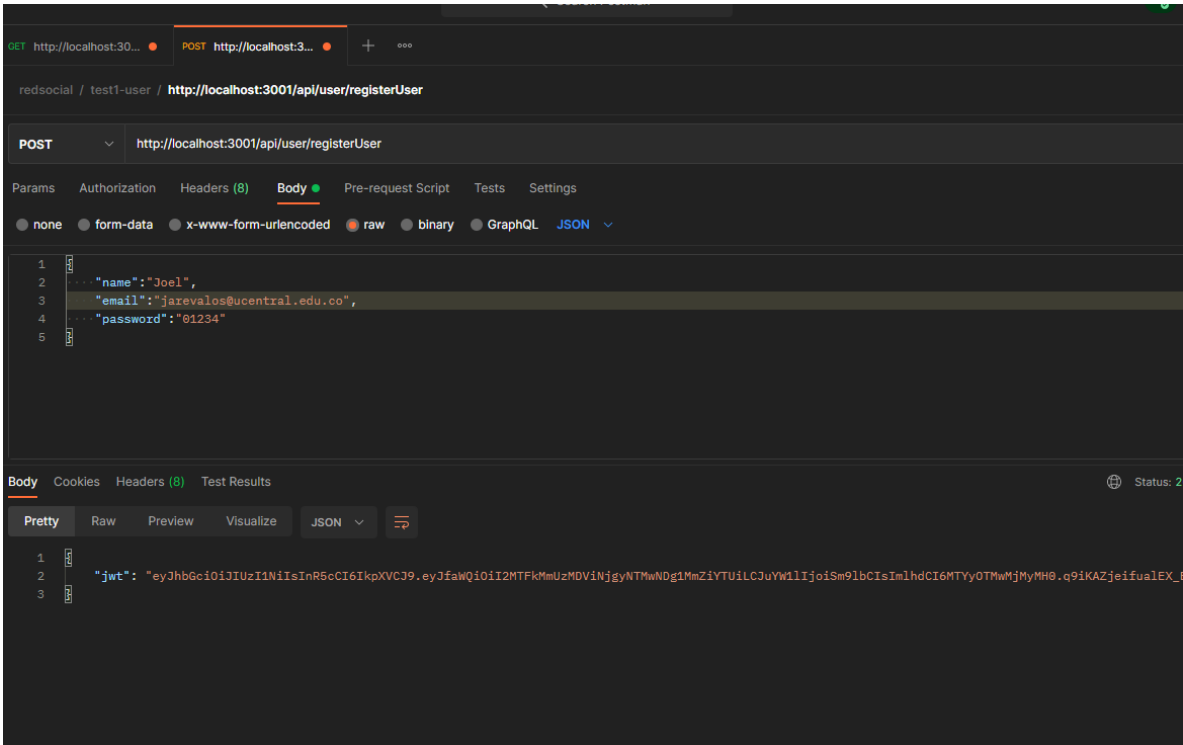 Search Postman
GET http://localhost:30... POST http://localhost:3... + ooo
redsocial / test1-user / http://localhost:3001/api/user/registerUser
POST http://localhost:3001/api/user/registerUser
Params Authorization Headers (8) Body Pre-request Script Tests Settings
none form-data x-www-form-urlencoded raw binary GraphQL JSON
1 {
2 "name":"Joel",
3 "email":"jarevalos@ucentral.edu.co",
4 "password":"01234"
5 }
Body Cookies Headers (8) Test Results Status: 2
Pretty Raw Preview Visualize JSON
1 {
2 "jwt": "eyJhbGciOiJIUzI1NiIsInR5cCI6IkpXVCJ9.eyJfaWQiOiI2MTFkMmUzMDViNjgyNTMwNDg1MmZiYTUiLCJuYW1lIjoiSm9lbCIsImlhdCI6MTYyOTMwMjMyMH0.q9iKAZjeifualEX_
3 }